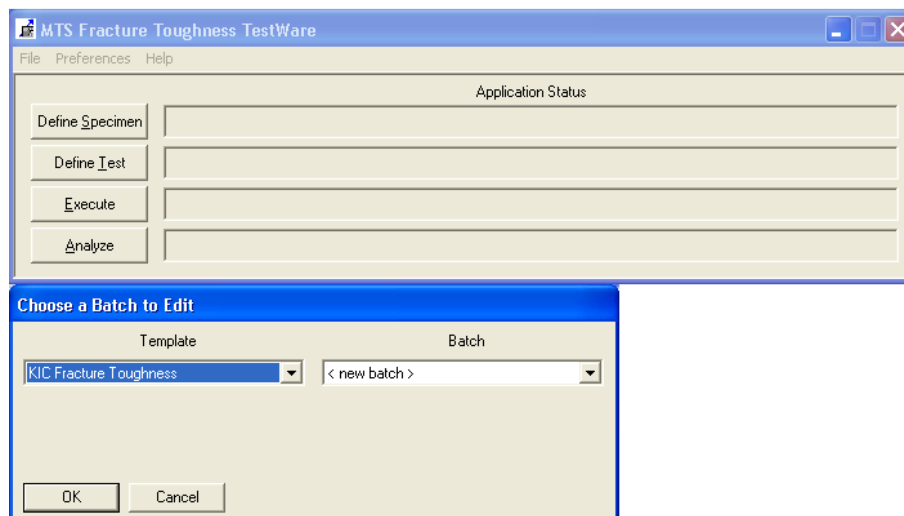 MTS Fracture Toughness TestWare
File Preferences Help
Application Status
Define Specimen
Define Test
Execute
Analyze
Choose a Batch to Edit
Template Batch
KIC Fracture Toughness < new batch >
OK Cancel